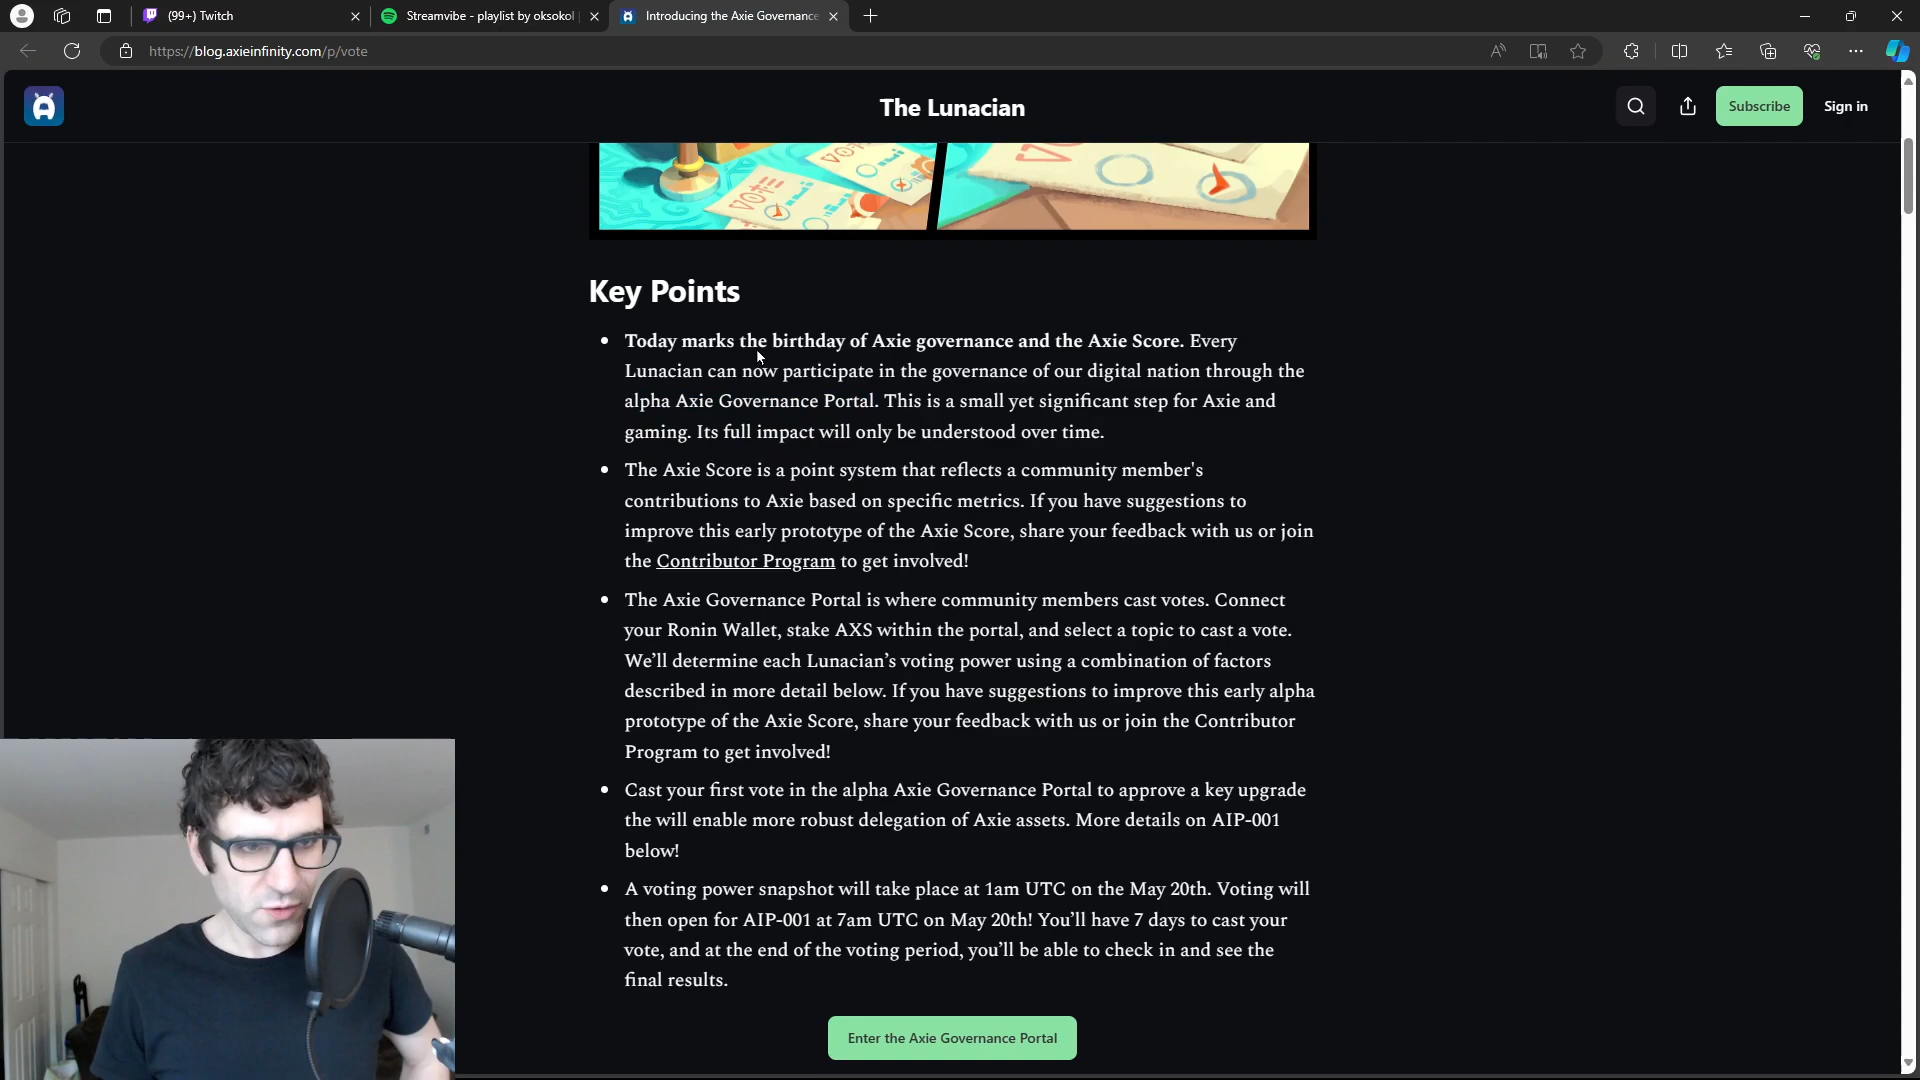 (99+) Twitch
Streamvibe - playlist by oksokol
Introducing the Axie Governance
https://blog.axieinfinity.com/p/vote
The Lunacian
Subscribe
Sign in
VOTE
Key Points
Today marks the birthday of Axie governance and the Axie Score. Every
Lunacian can now participate in the governance of our digital nation through the
alpha Axie Governance Portal. This is a small yet significant step for Axie and
gaming. Its full impact will only be understood over time.
The Axie Score is a point system that reflects a community member's
contributions to Axie based on specific metrics. If you have suggestions to
improve this early prototype of the Axie Score, share your feedback with us or join
the Contributor Program to get involved!
The Axie Governance Portal is where community members cast votes. Connect
your Ronin Wallet, stake AXS within the portal, and select a topic to cast a vote.
We’ll determine each Lunacian’s voting power using a combination of factors
described in more detail below. If you have suggestions to improve this early alpha
prototype of the Axie Score, share your feedback with us or join the Contributor
Program to get involved!
Cast your first vote in the alpha Axie Governance Portal to approve a key upgrade
the will enable more robust delegation of Axie assets. More details on AIP-001
below!
A voting power snapshot will take place at 1am UTC on the May 20th. Voting will
then open for AIP-001 at 7am UTC on May 20th! You’ll have 7 days to cast your
vote, and at the end of the voting period, you’ll be able to check in and see the
final results.
Enter the Axie Governance Portal